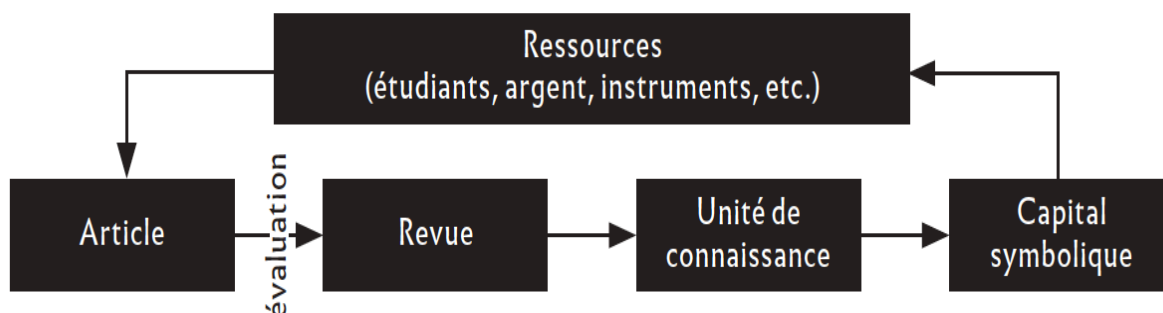 Ressources
(étudiants, argent, instruments, etc.)
Article
évaluation
Revue
Unité de
connaissance
Capital
symbolique